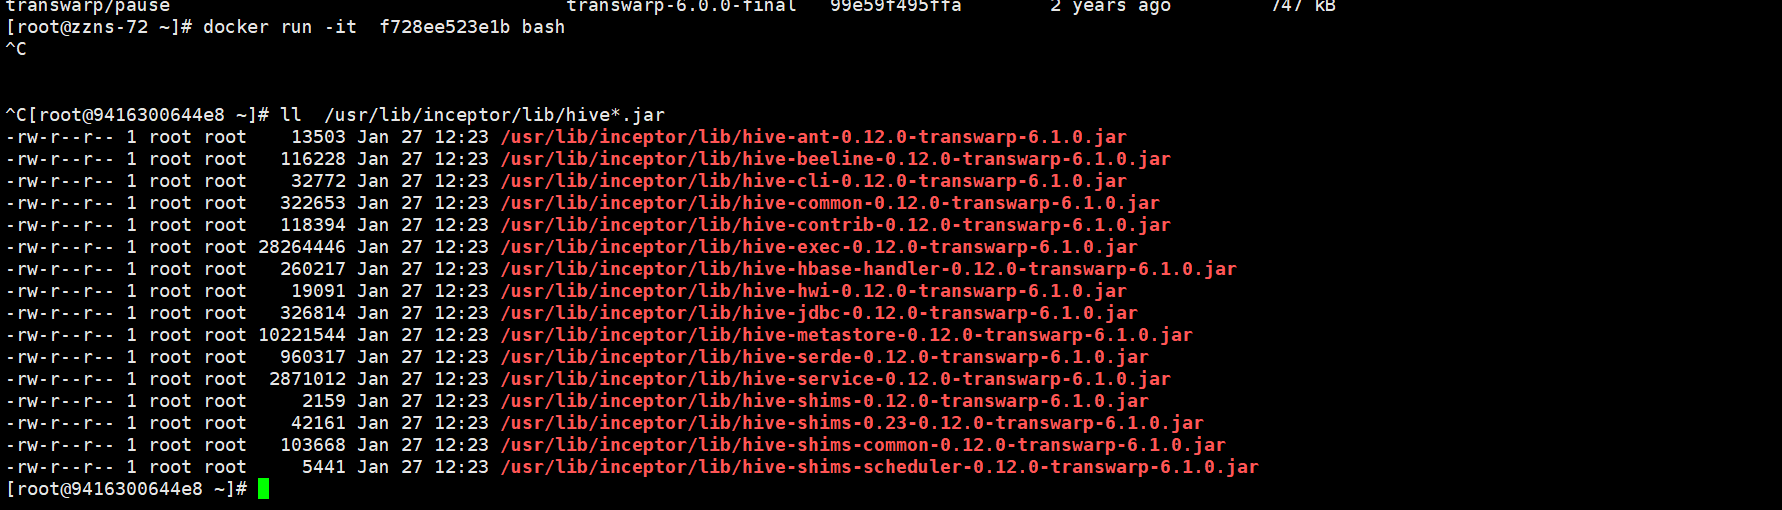 transwarp/pause transwarp-6.0.0-final 99e59f495ffa 2 years ago 747 kB
[root@zzns-72 ~]# docker run -it  f728ee523e1b bash
^C
^C[root@9416300644e8 ~]# ll  /usr/lib/inceptor/lib/hive*.jar
-rw-r--r-- 1 root root    13503 Jan 27 12:23 /usr/lib/inceptor/lib/hive-ant-0.12.0-transwarp-6.1.0.jar
-rw-r--r-- 1 root root   116228 Jan 27 12:23 /usr/lib/inceptor/lib/hive-beeline-0.12.0-transwarp-6.1.0.jar
-rw-r--r-- 1 root root    32772 Jan 27 12:23 /usr/lib/inceptor/lib/hive-cli-0.12.0-transwarp-6.1.0.jar
-rw-r--r-- 1 root root   322653 Jan 27 12:23 /usr/lib/inceptor/lib/hive-common-0.12.0-transwarp-6.1.0.jar
-rw-r--r-- 1 root root   118394 Jan 27 12:23 /usr/lib/inceptor/lib/hive-contrib-0.12.0-transwarp-6.1.0.jar
-rw-r--r-- 1 root root 28264446 Jan 27 12:23 /usr/lib/inceptor/lib/hive-exec-0.12.0-transwarp-6.1.0.jar
-rw-r--r-- 1 root root   260217 Jan 27 12:23 /usr/lib/inceptor/lib/hive-hbase-handler-0.12.0-transwarp-6.1.0.jar
-rw-r--r-- 1 root root    19091 Jan 27 12:23 /usr/lib/inceptor/lib/hive-hwi-0.12.0-transwarp-6.1.0.jar
-rw-r--r-- 1 root root   326814 Jan 27 12:23 /usr/lib/inceptor/lib/hive-jdbc-0.12.0-transwarp-6.1.0.jar
-rw-r--r-- 1 root root 10221544 Jan 27 12:23 /usr/lib/inceptor/lib/hive-metastore-0.12.0-transwarp-6.1.0.jar
-rw-r--r-- 1 root root   960317 Jan 27 12:23 /usr/lib/inceptor/lib/hive-serde-0.12.0-transwarp-6.1.0.jar
-rw-r--r-- 1 root root  2871012 Jan 27 12:23 /usr/lib/inceptor/lib/hive-service-0.12.0-transwarp-6.1.0.jar
-rw-r--r-- 1 root root     2159 Jan 27 12:23 /usr/lib/inceptor/lib/hive-shims-0.12.0-transwarp-6.1.0.jar
-rw-r--r-- 1 root root    42161 Jan 27 12:23 /usr/lib/inceptor/lib/hive-shims-0.23-0.12.0-transwarp-6.1.0.jar
-rw-r--r-- 1 root root   103668 Jan 27 12:23 /usr/lib/inceptor/lib/hive-shims-common-0.12.0-transwarp-6.1.0.jar
-rw-r--r-- 1 root root     5441 Jan 27 12:23 /usr/lib/inceptor/lib/hive-shims-scheduler-0.12.0-transwarp-6.1.0.jar
[root@9416300644e8 ~]#